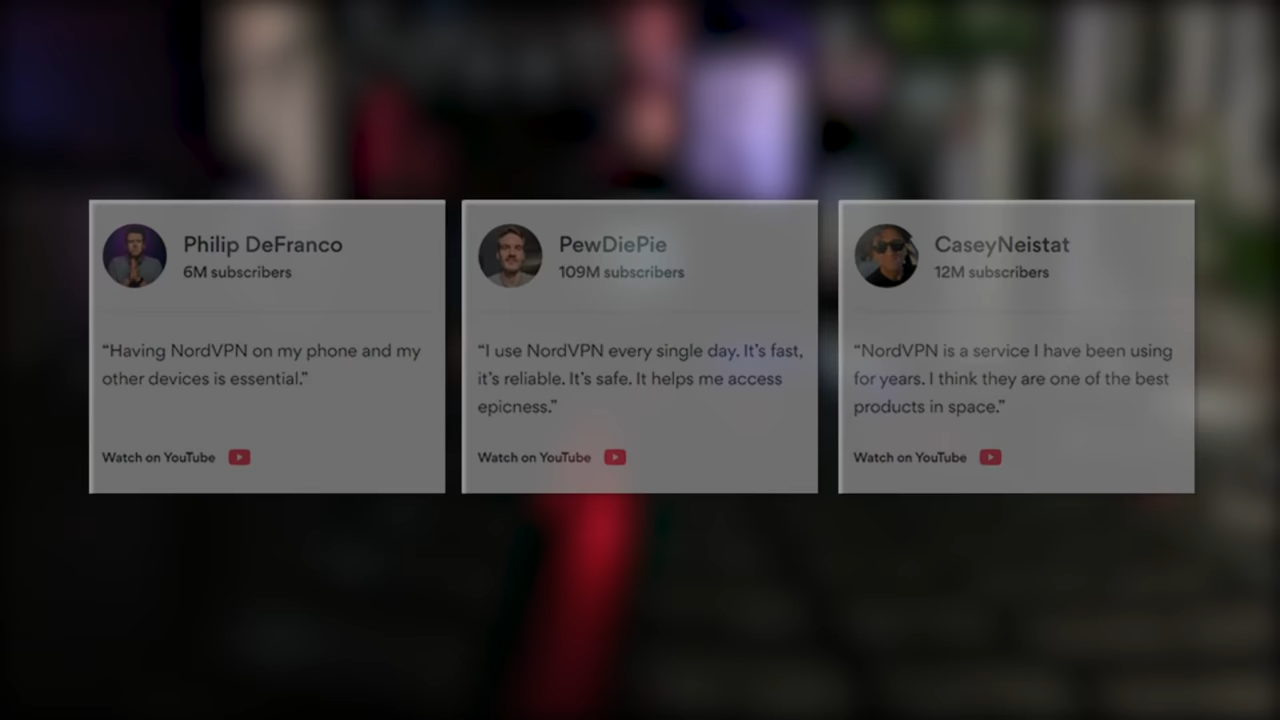 Philip DeFranco
6M subscribers
“Having NordVPN on my phone and my
other devices is essential.”
Watch on YouTube
PewDiePie
109M subscribers
“I use NordVPN every single day. It’s fast,
it’s reliable. It’s safe. It helps me access
epicness.”
Watch on YouTube
CaseyNeistat
12M subscribers
“NordVPN is a service I have been using
for years. I think they are one of the best
products in space.”
Watch on YouTube